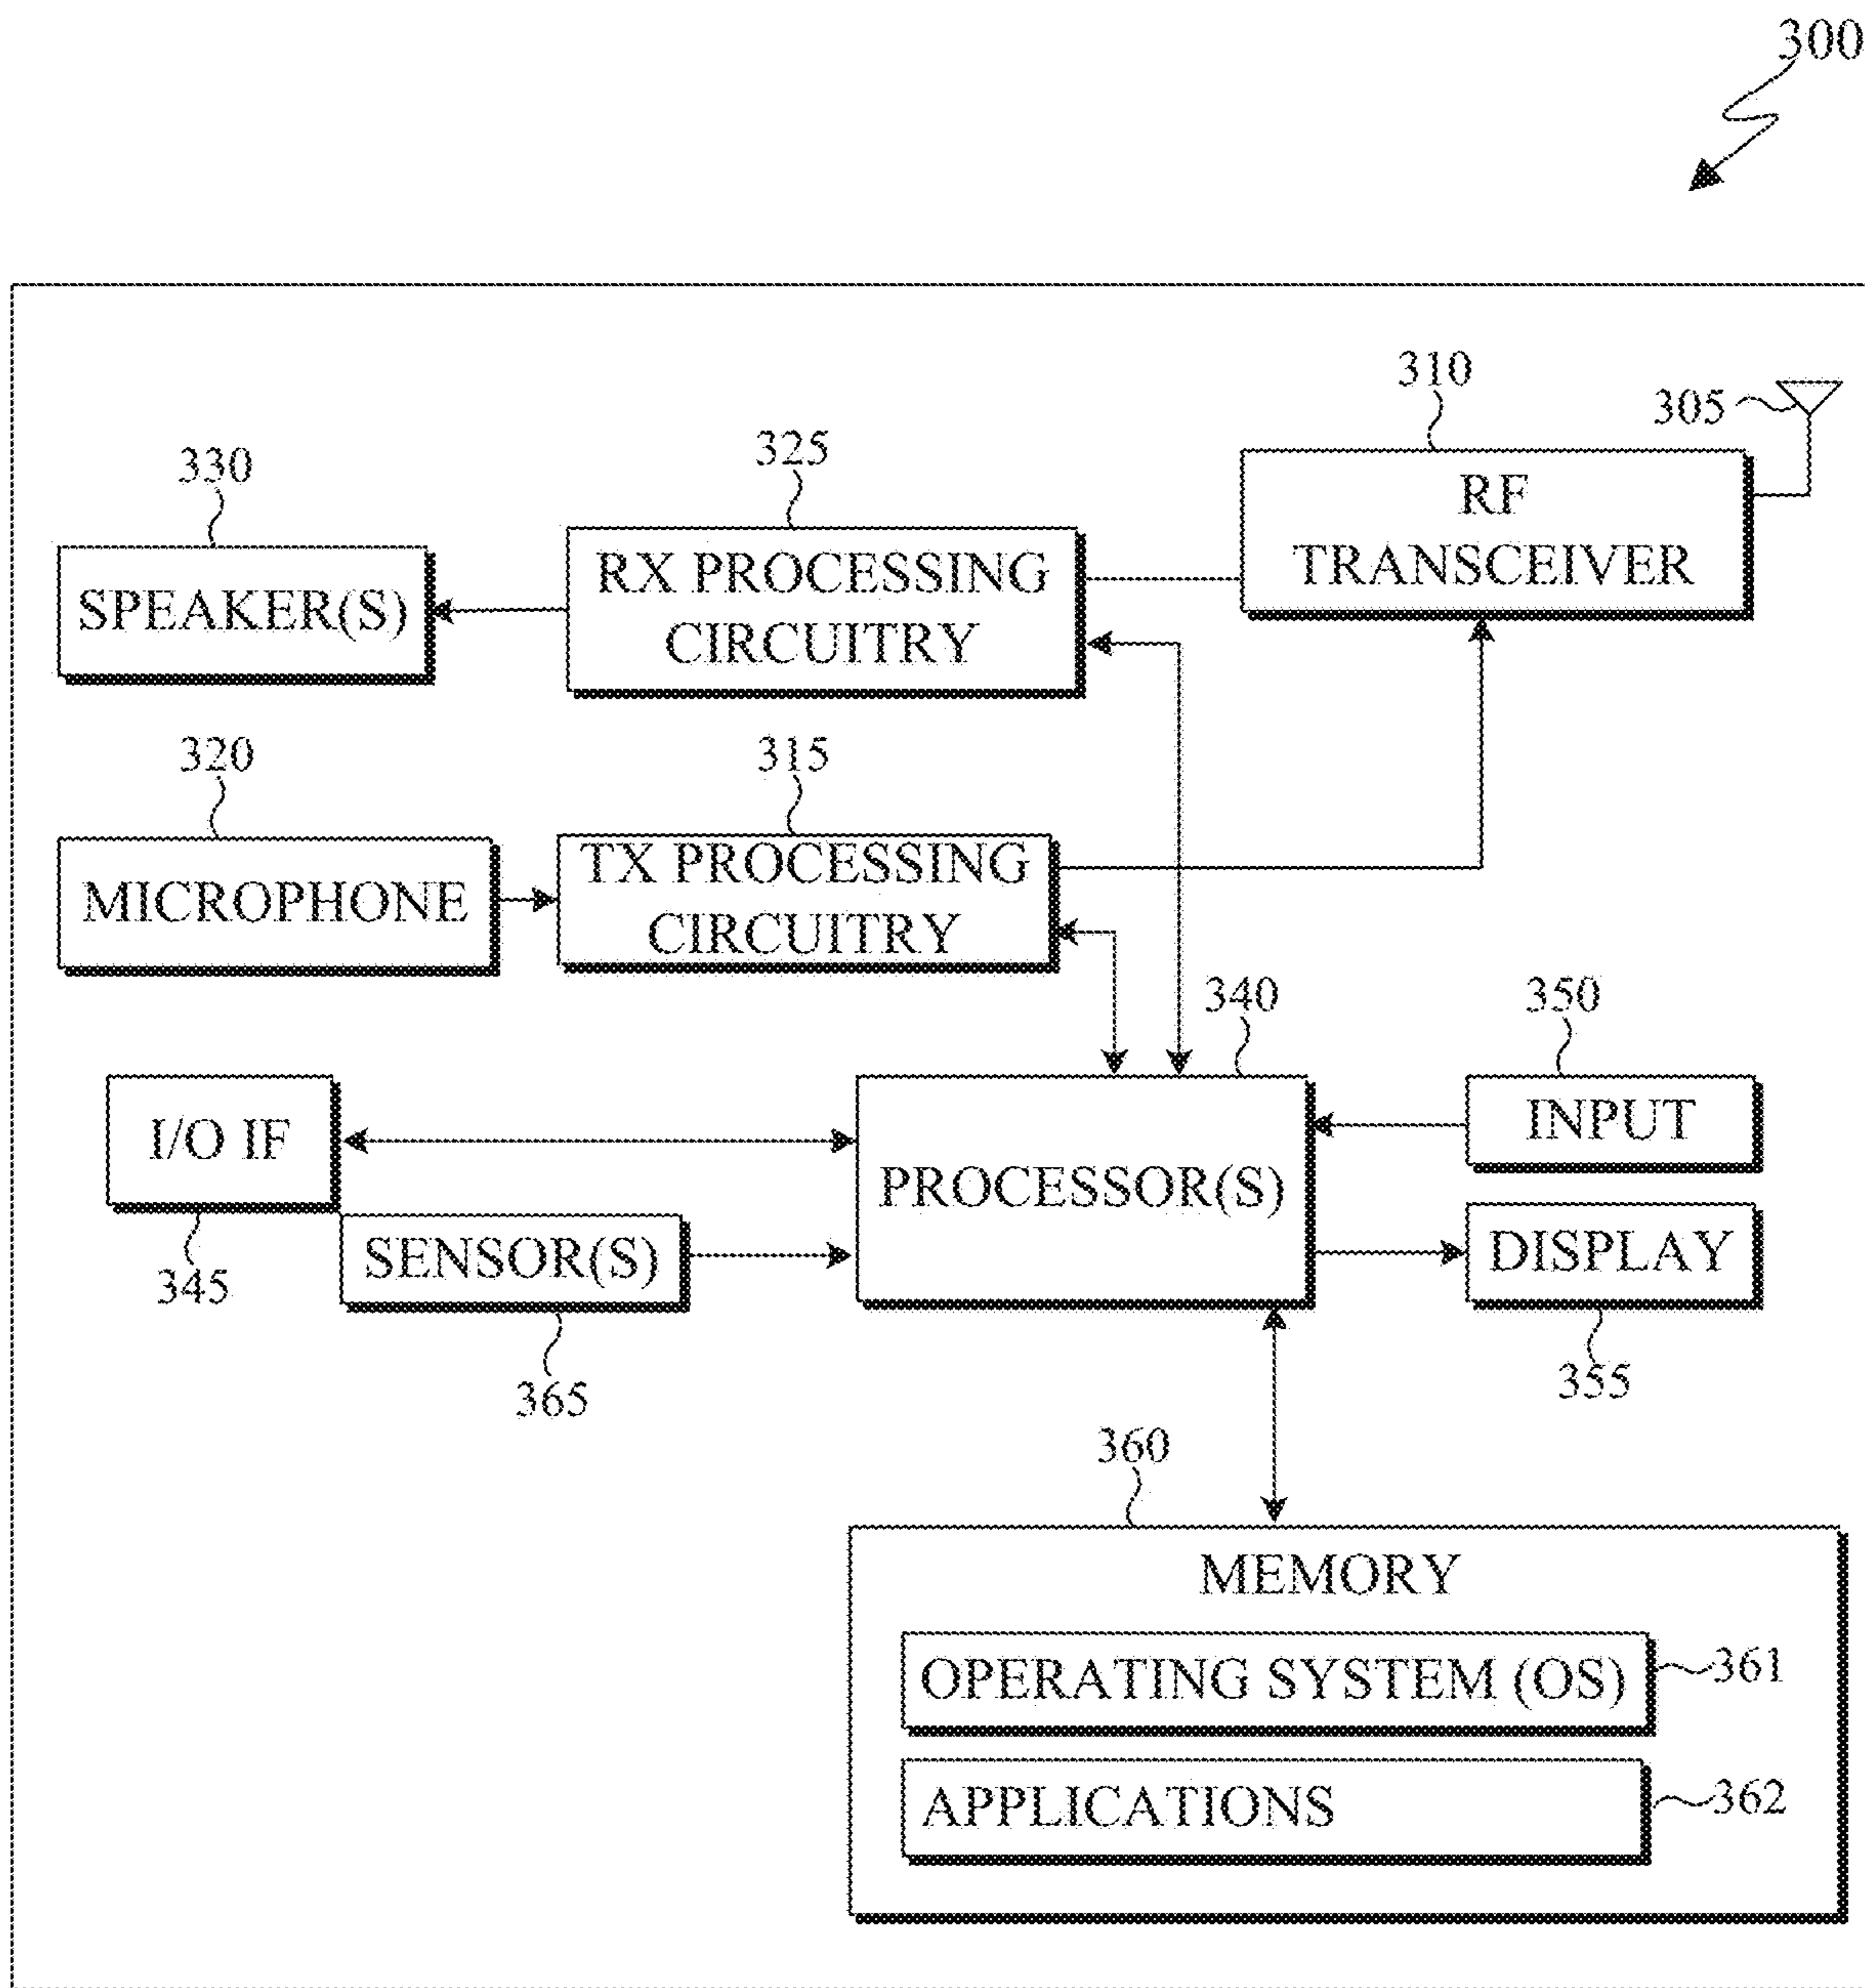 300
310
305
325
330
RF
TRANSCEIVER
RX PROCESSING
CIRCUITRY
SPEAKER(S)
320
315
MICROPHONE
TX PROCESSING
CIRCUITRY
340
350
I/O IF
INPUT
PROCESSOR(S)
SENSOR(S)
DISPLAY
345
365
355
360
MEMORY
OPERATING SYSTEM (OS)
361
APPLICATIONS
362